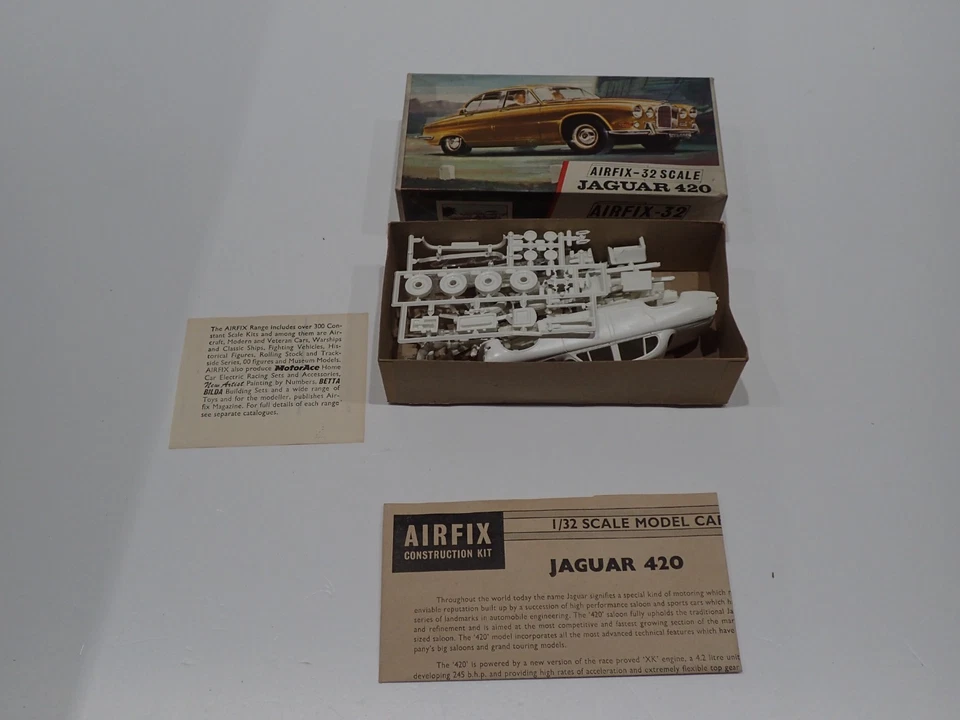 AIRFIX-32 SCALE
JAGUAR 420
AIRFIX-32
The AIRFIX Range includes over 300 Con-
stant Scale Kits and among them are Air-
craft, Modern and Veteran Cars, Warships
and Classic Ships, Fighting Vehicles, His-
torical Figures, Rolling Stock and Track-
side Series, 00 figures and Museum Models.
AIRFIX also produce MotorAce Home
Car Electric Racing Sets and Accessories,
New Artist Painting by Numbers, BETTA
BILDA Building Sets and a wide range of
Toys and for the modeller, publishes Air-
fix Magazine. For full details of each range
see separate catalogues.
AIRFIX
CONSTRUCTION KIT
1/32 SCALE MODEL CAR
JAGUAR 420
Throughout the world today the name Jaguar signifies a special kind of motoring which
enviable reputation built up by a succession of high performance saloon and sports cars which
series of landmarks in automobile engineering. The '420' saloon fully upholds the traditional Ja
and refinement and is aimed at the most competitive and fastest growing section of the mar
sized saloon. The '420' model incorporates all the most advanced technical features which have
pany's big saloons and grand touring models.
The '420' is powered by a new version of the race proved 'XK' engine, a 4.2 litre unit
developing 245 b.h.p. and providing high rates of acceleration and extremely flexible top gear